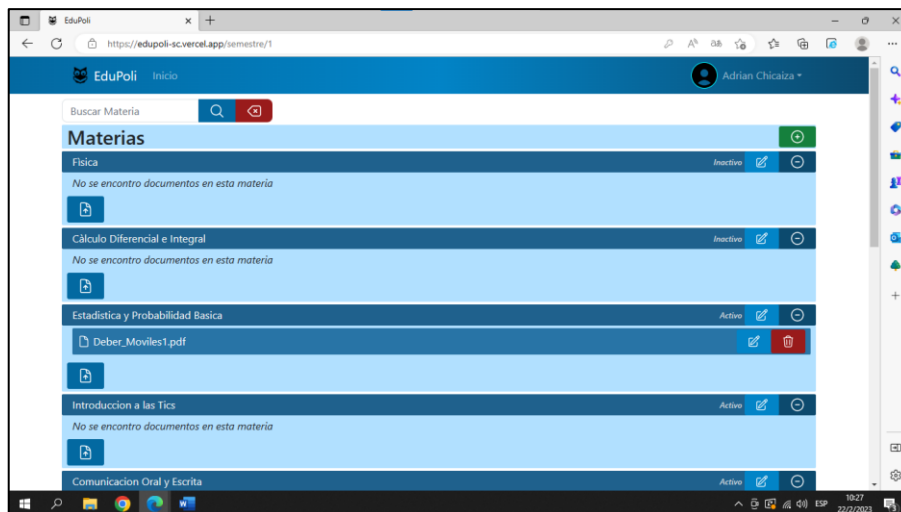 EduPoli
https://edupoli-sc.vercel.app/semestre/1
EduPoli Inicio Adrian Chicaiza
Buscar Materia
Materias
Fìsica Inactivo
No se encontro documentos en esta materia
Càlculo Diferencial e Integral Inactivo
No se encontro documentos en esta materia
Estadistica y Probabilidad Basica Activo
Deber_Moviles1.pdf
Introduccion a las Tics Activo
No se encontro documentos en esta materia
Comunicacion Oral y Escrita Activo
ESP
10:27
22/2/2023